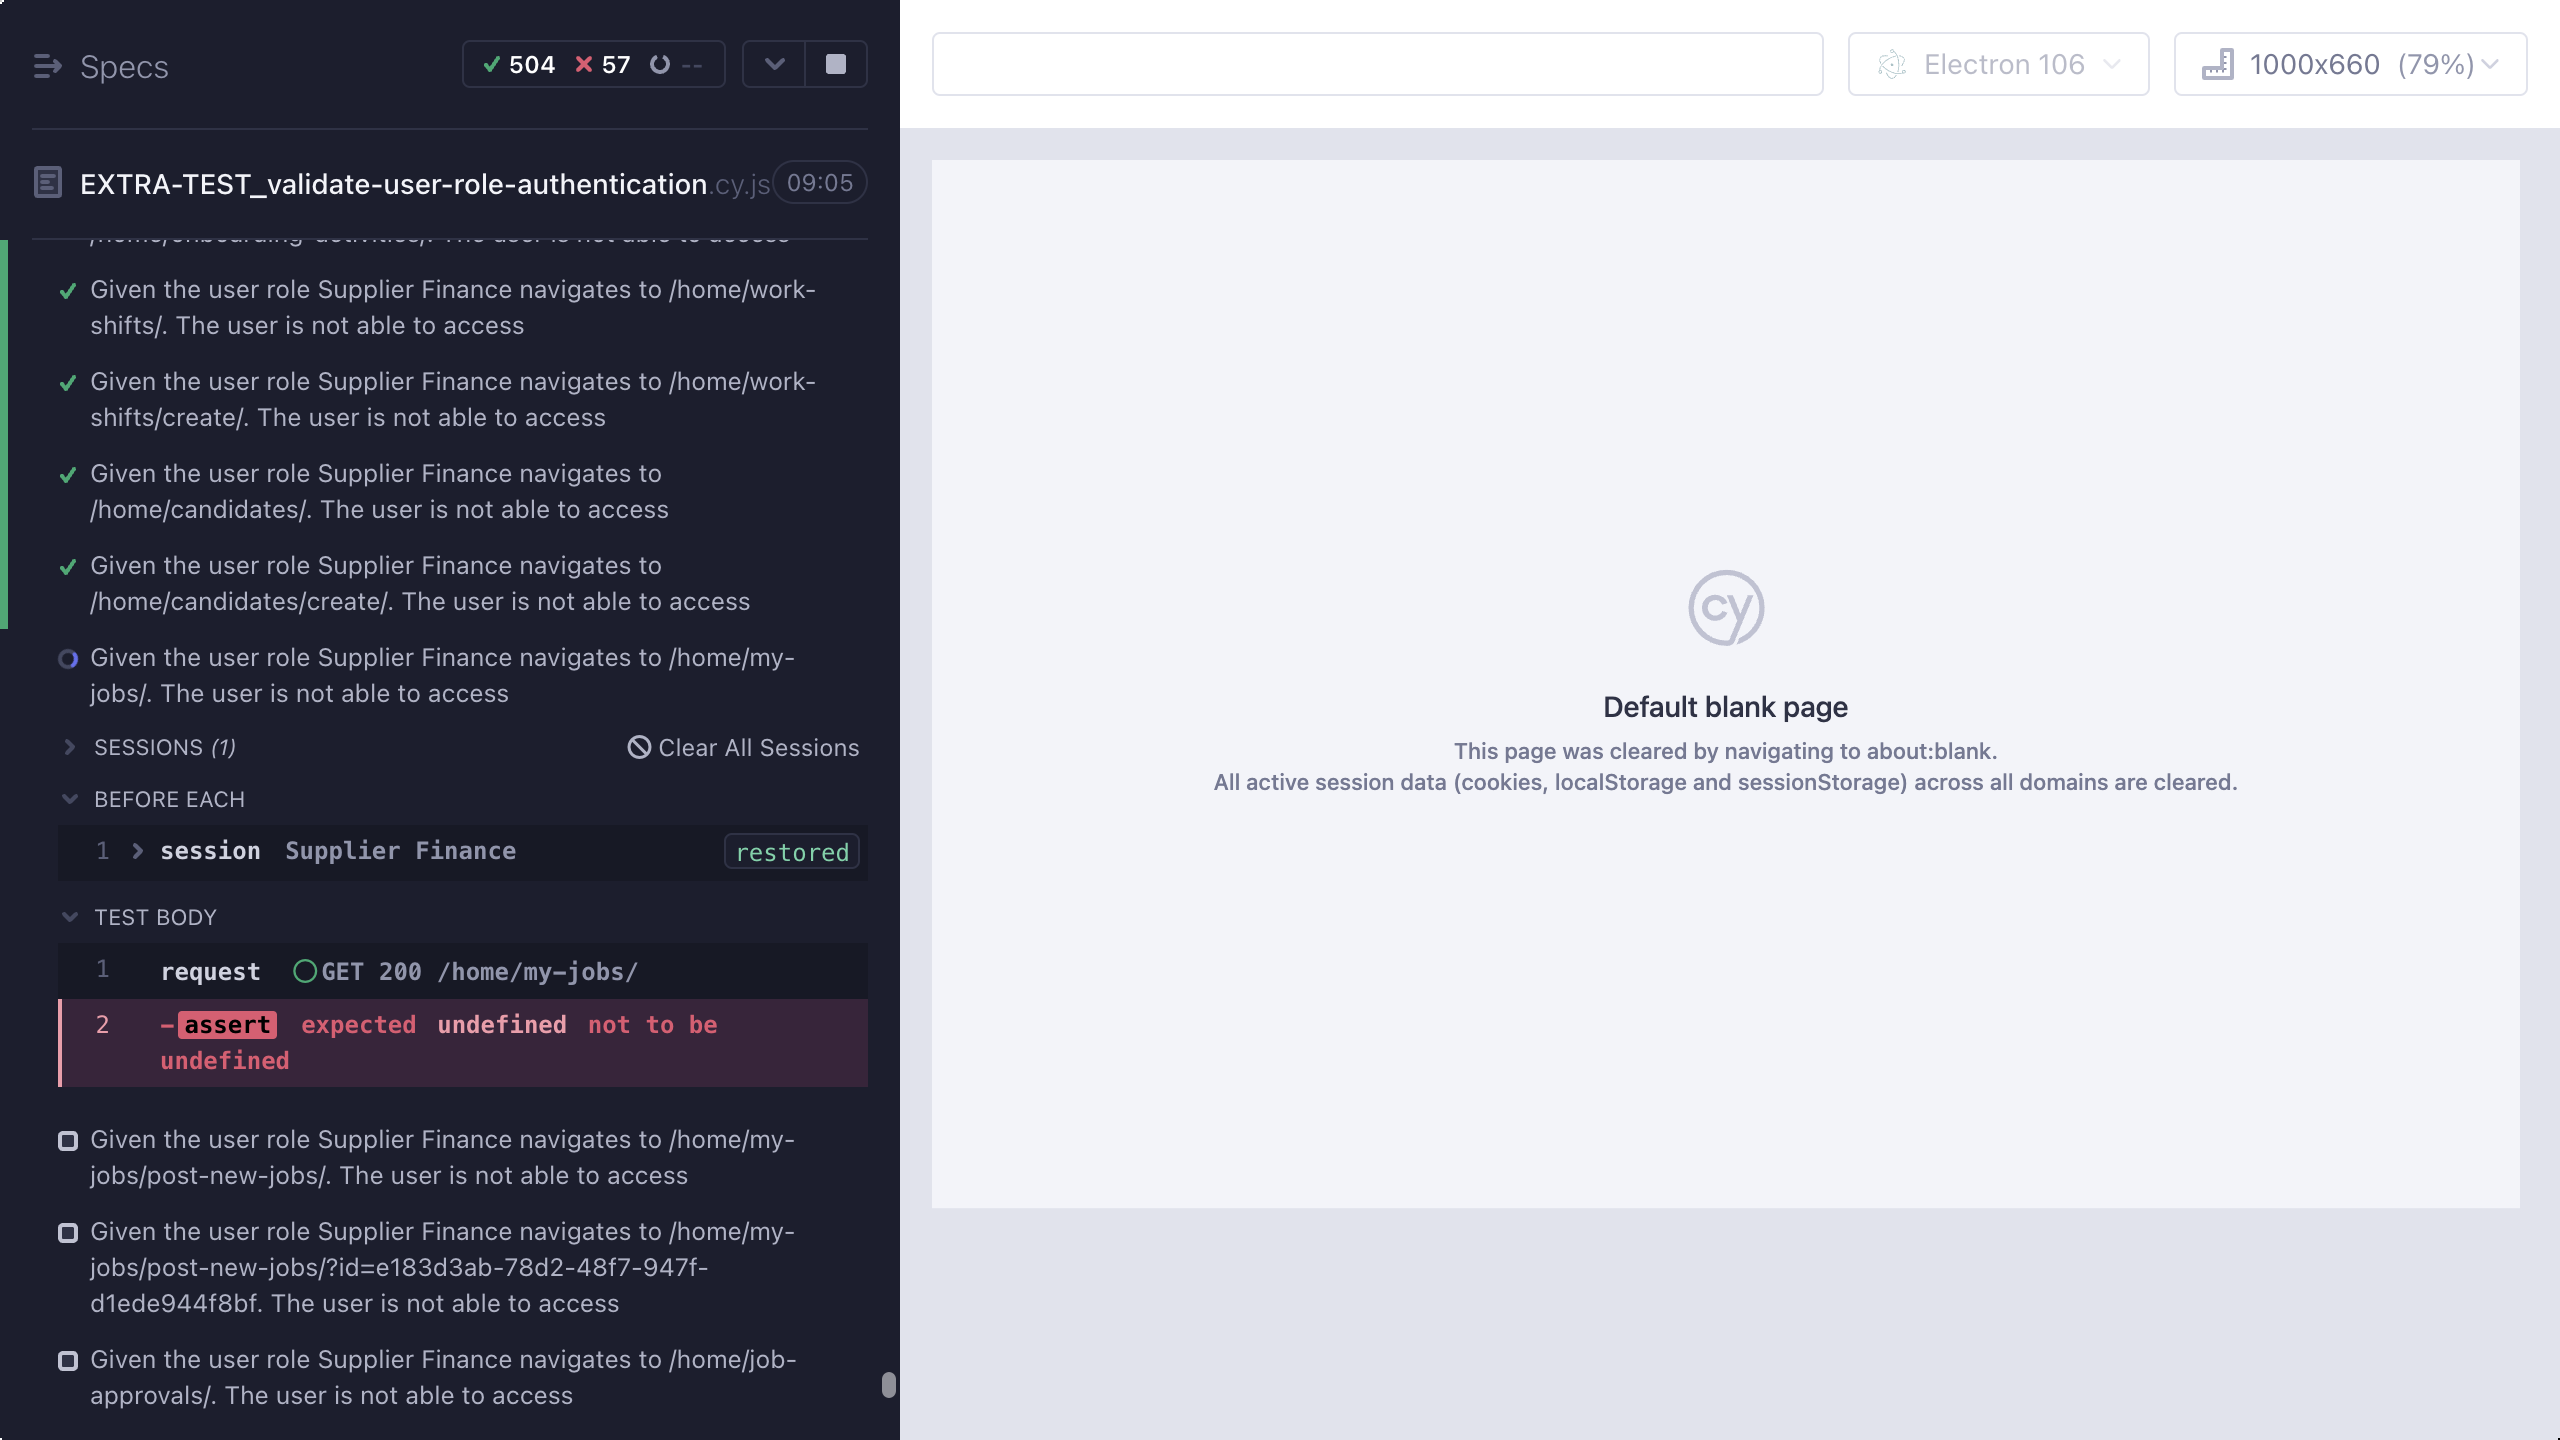 Specs
504 57 --
EXTRA-TEST_validate-user-role-authentication.cy.js 09:05
/home/onboarding-activities/. The user is not able to access
Given the user role Supplier Finance navigates to /home/work-
shifts/. The user is not able to access
Given the user role Supplier Finance navigates to /home/work-
shifts/create/. The user is not able to access
Given the user role Supplier Finance navigates to
/home/candidates/. The user is not able to access
Given the user role Supplier Finance navigates to
/home/candidates/create/. The user is not able to access
Given the user role Supplier Finance navigates to /home/my-
jobs/. The user is not able to access
SESSIONS (1) Clear All Sessions
BEFORE EACH
1 session Supplier Finance restored
TEST BODY
1 request GET 200 /home/my-jobs/
2 -assert expected undefined not to be
undefined
Given the user role Supplier Finance navigates to /home/my-
jobs/post-new-jobs/. The user is not able to access
Given the user role Supplier Finance navigates to /home/my-
jobs/post-new-jobs/?id=e183d3ab-78d2-48f7-947f-
d1ede944f8bf. The user is not able to access
Given the user role Supplier Finance navigates to /home/job-
approvals/. The user is not able to access
Electron 106
1000x660 (79%)
cy
Default blank page
This page was cleared by navigating to about:blank.
All active session data (cookies, localStorage and sessionStorage) across all domains are cleared.